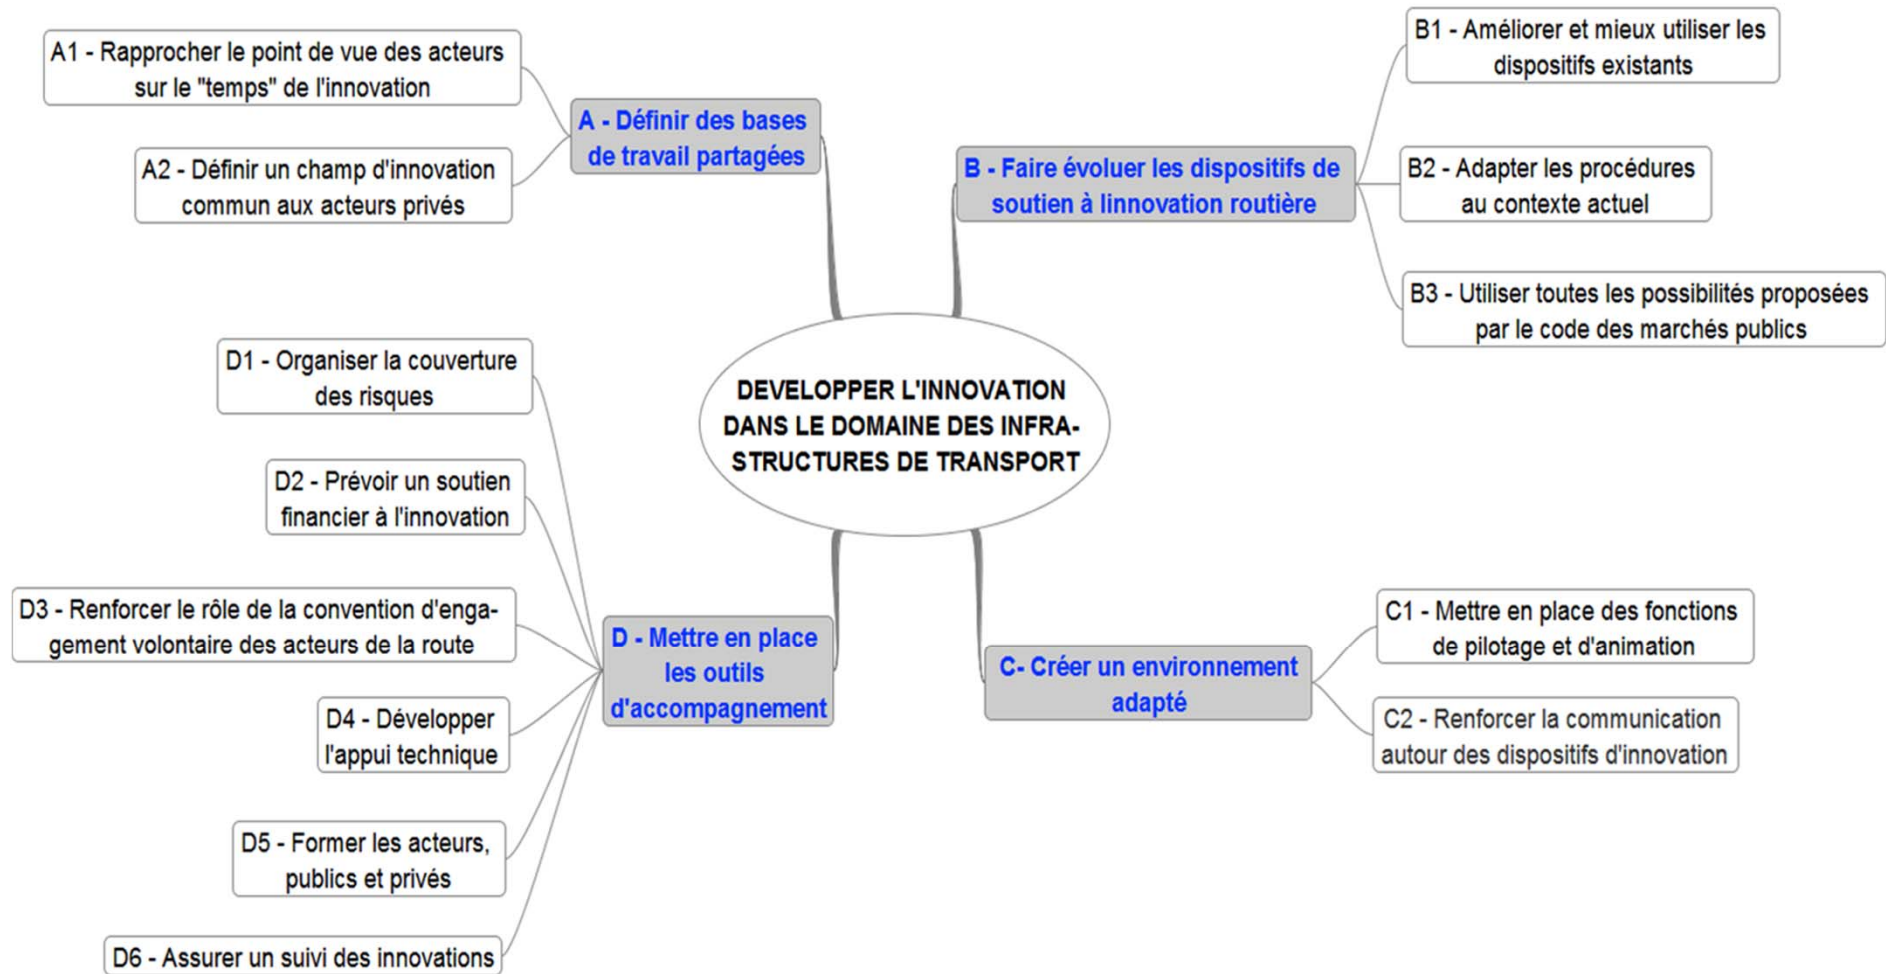 DEVELOPPER L'INNOVATION
DANS LE DOMAINE DES INFRA-
STRUCTURES DE TRANSPORT
A - Définir des bases
de travail partagées
A1 - Rapprocher le point de vue des acteurs
sur le "temps" de l'innovation
A2 - Définir un champ d'innovation
commun aux acteurs privés
B - Faire évoluer les dispositifs de
soutien à linnovation routière
B1 - Améliorer et mieux utiliser les
dispositifs existants
B2 - Adapter les procédures
au contexte actuel
B3 - Utiliser toutes les possibilités proposées
par le code des marchés publics
C- Créer un environnement
adapté
C1 - Mettre en place des fonctions
de pilotage et d'animation
C2 - Renforcer la communication
autour des dispositifs d'innovation
D - Mettre en place
les outils
d'accompagnement
D1 - Organiser la couverture
des risques
D2 - Prévoir un soutien
financier à l'innovation
D3 - Renforcer le rôle de la convention d'enga-
gement volontaire des acteurs de la route
D4 - Développer
l'appui technique
D5 - Former les acteurs,
publics et privés
D6 - Assurer un suivi des innovations